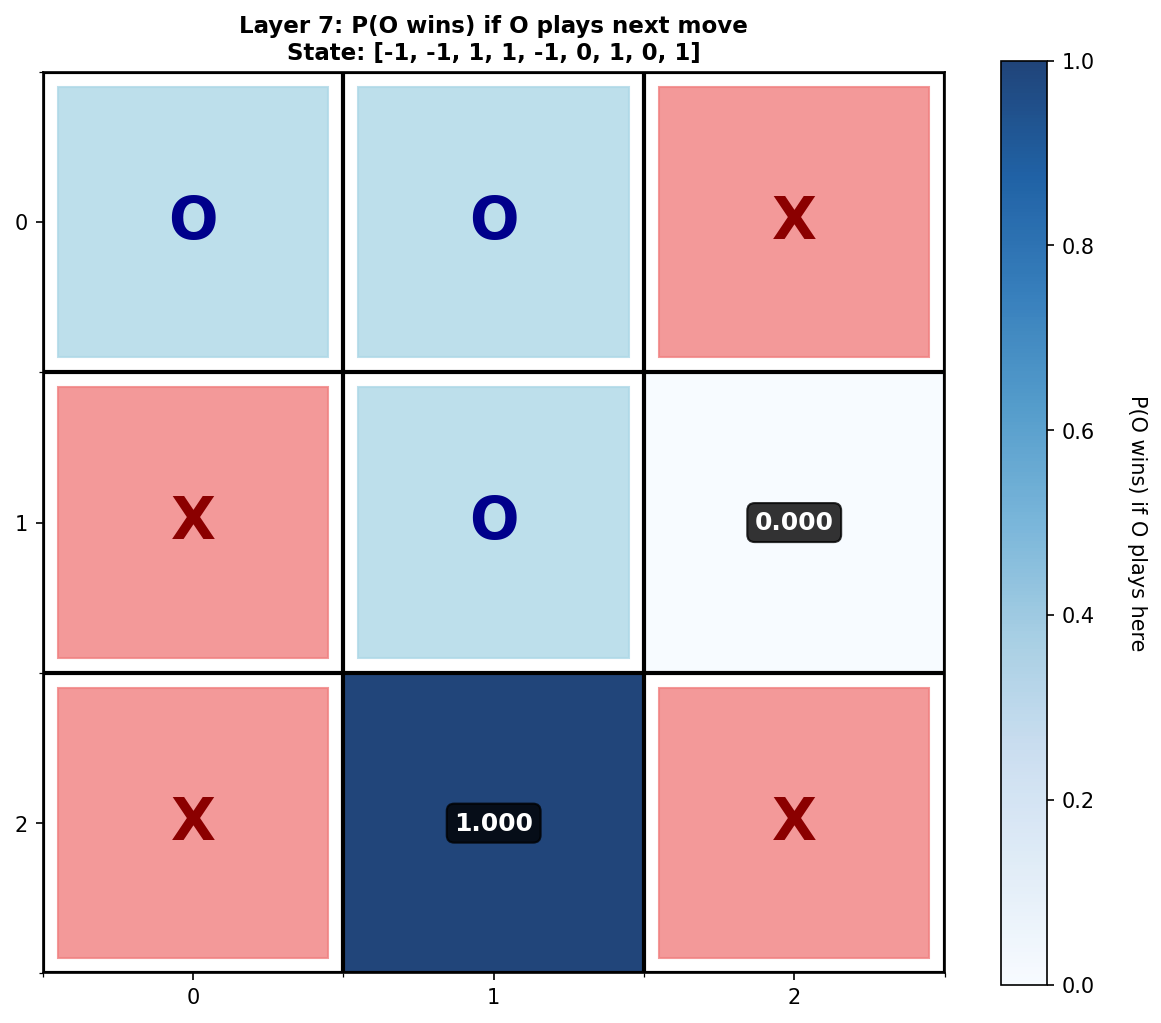 Layer 7: P(O wins) if O plays next move
State: [-1, -1, 1, 1, -1, 0, 1, 0, 1]
O O X
X O 0.000
X 1.000 X
0
1
2
0 1 2
1.0
0.8
0.6
0.4
0.2
0.0
P(O wins) if O plays here